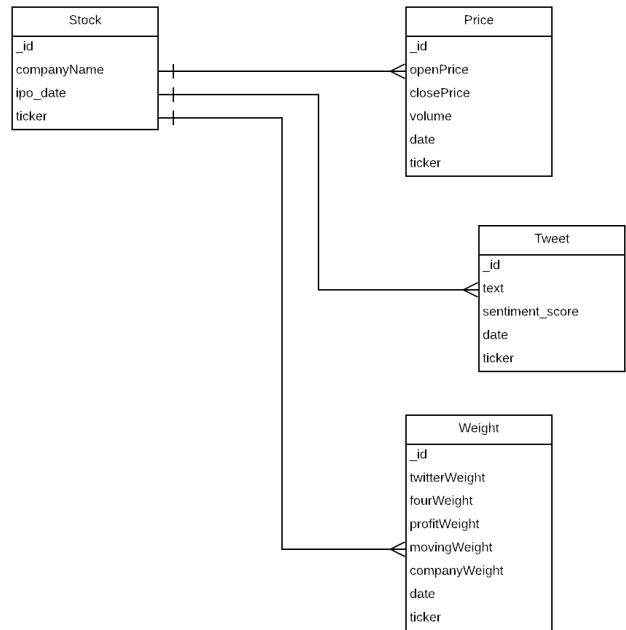 Stock
_id
companyName
ipo_date
ticker
Price
_id
openPrice
closePrice
volume
date
ticker
Tweet
_id
text
sentiment_score
date
ticker
Weight
_id
twitterWeight
fourWeight
profitWeight
movingWeight
companyWeight
date
ticker